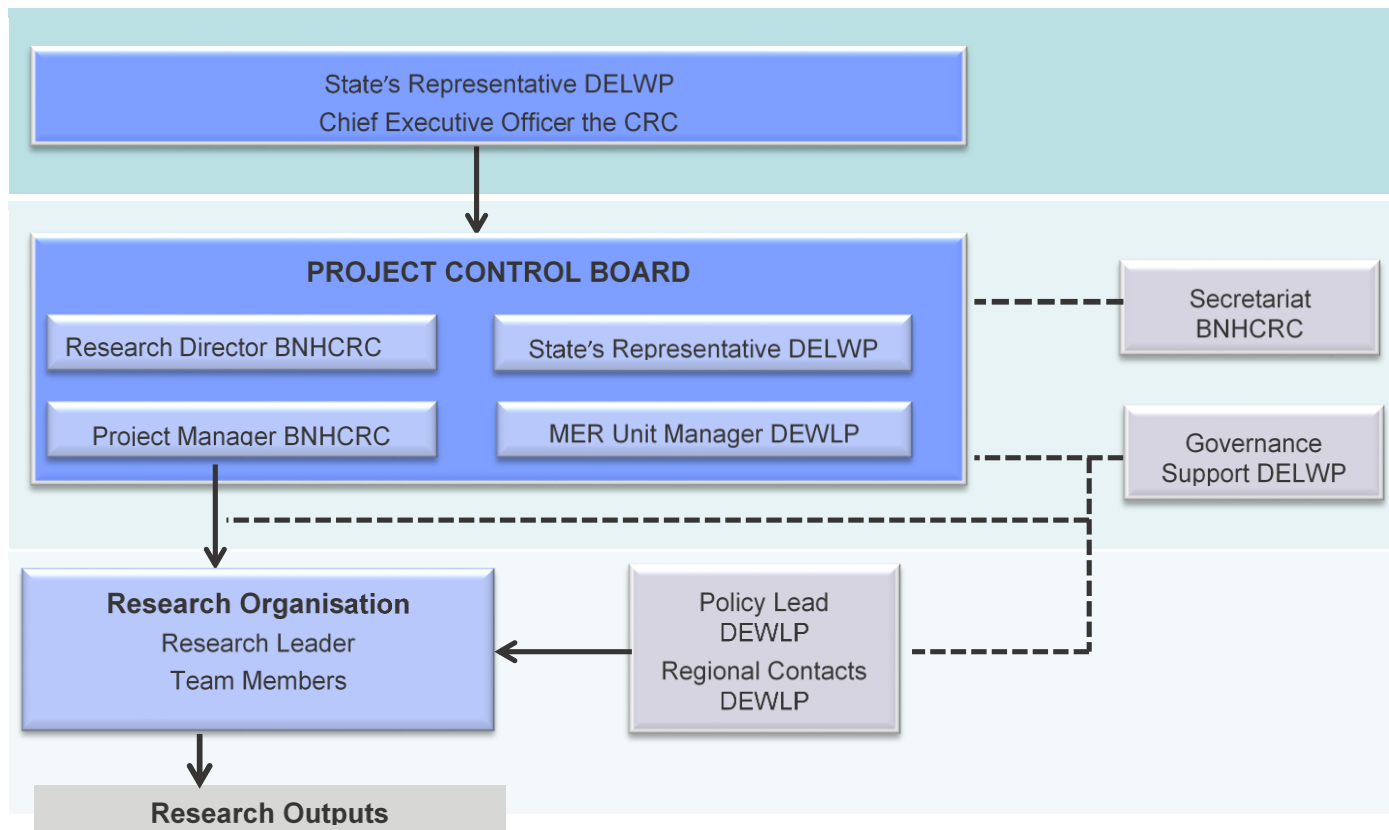 State's Representative DELWP
Chief Executive Officer the CRC
PROJECT CONTROL BOARD
Research Director BNHCRC
State's Representative DELWP
Project Manager BNHCRC
MER Unit Manager DEWLP
Secretariat
BNHCRC
Governance
Support DELWP
Research Organisation
Research Leader
Team Members
Policy Lead
DEWLP
Regional Contacts
DEWLP
Research Outputs